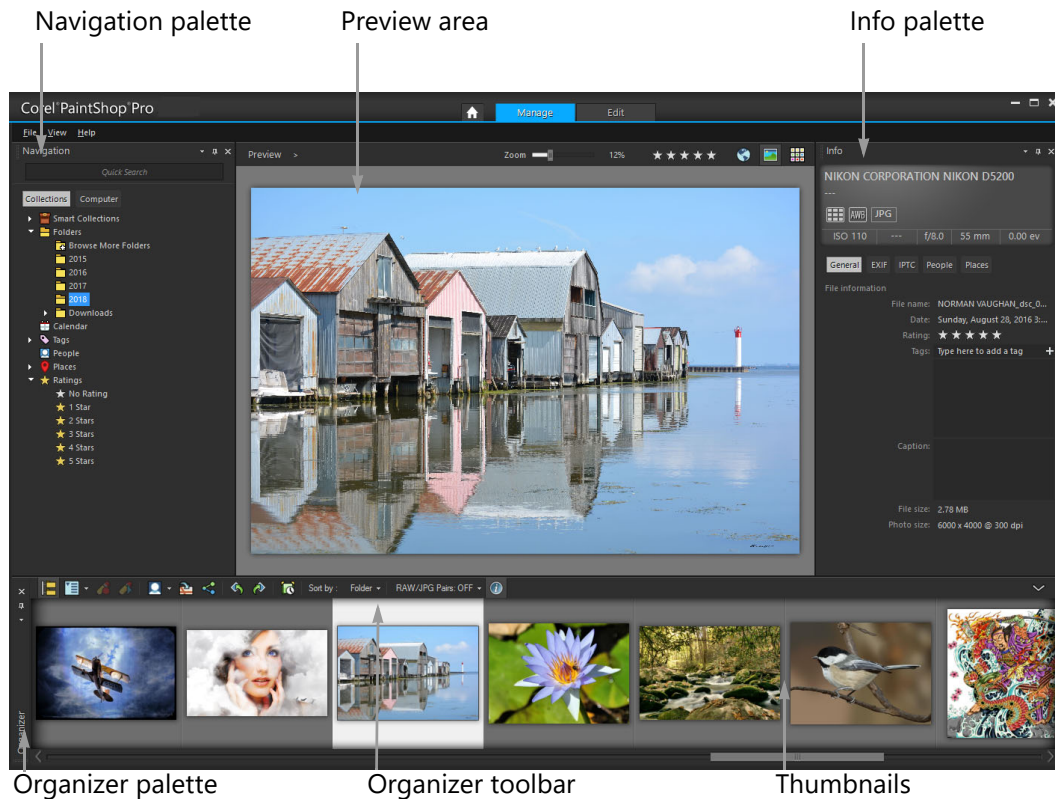 Navigation palette
Preview area
Info palette
Corel®PaintShop®Pro
Manage
Edit
File View Help
Navigation
Quick Search
Collections Computer
Smart Collections
Folders
Browse More Folders
2015
2016
2017
2018
Downloads
Calendar
Tags
People
Places
Ratings
No Rating
1 Star
2 Stars
3 Stars
4 Stars
5 Stars
Preview >
Zoom
12%
Info
NIKON CORPORATION NIKON D5200
---
AWB JPG
ISO 110 --- f/8.0 55 mm 0.00 ev
General EXIF IPTC People Places
File information
File name: NORMAN VAUGHAN_dsc_0...
Date: Sunday, August 28, 2016 3:...
Rating:
Tags: Type here to add a tag +
Caption:
File size: 2.78 MB
Photo size: 6000 x 4000 @ 300 dpi
Sort by : Folder
RAW/JPG Pairs: OFF
Organizer
Organizer palette
Organizer toolbar
Thumbnails